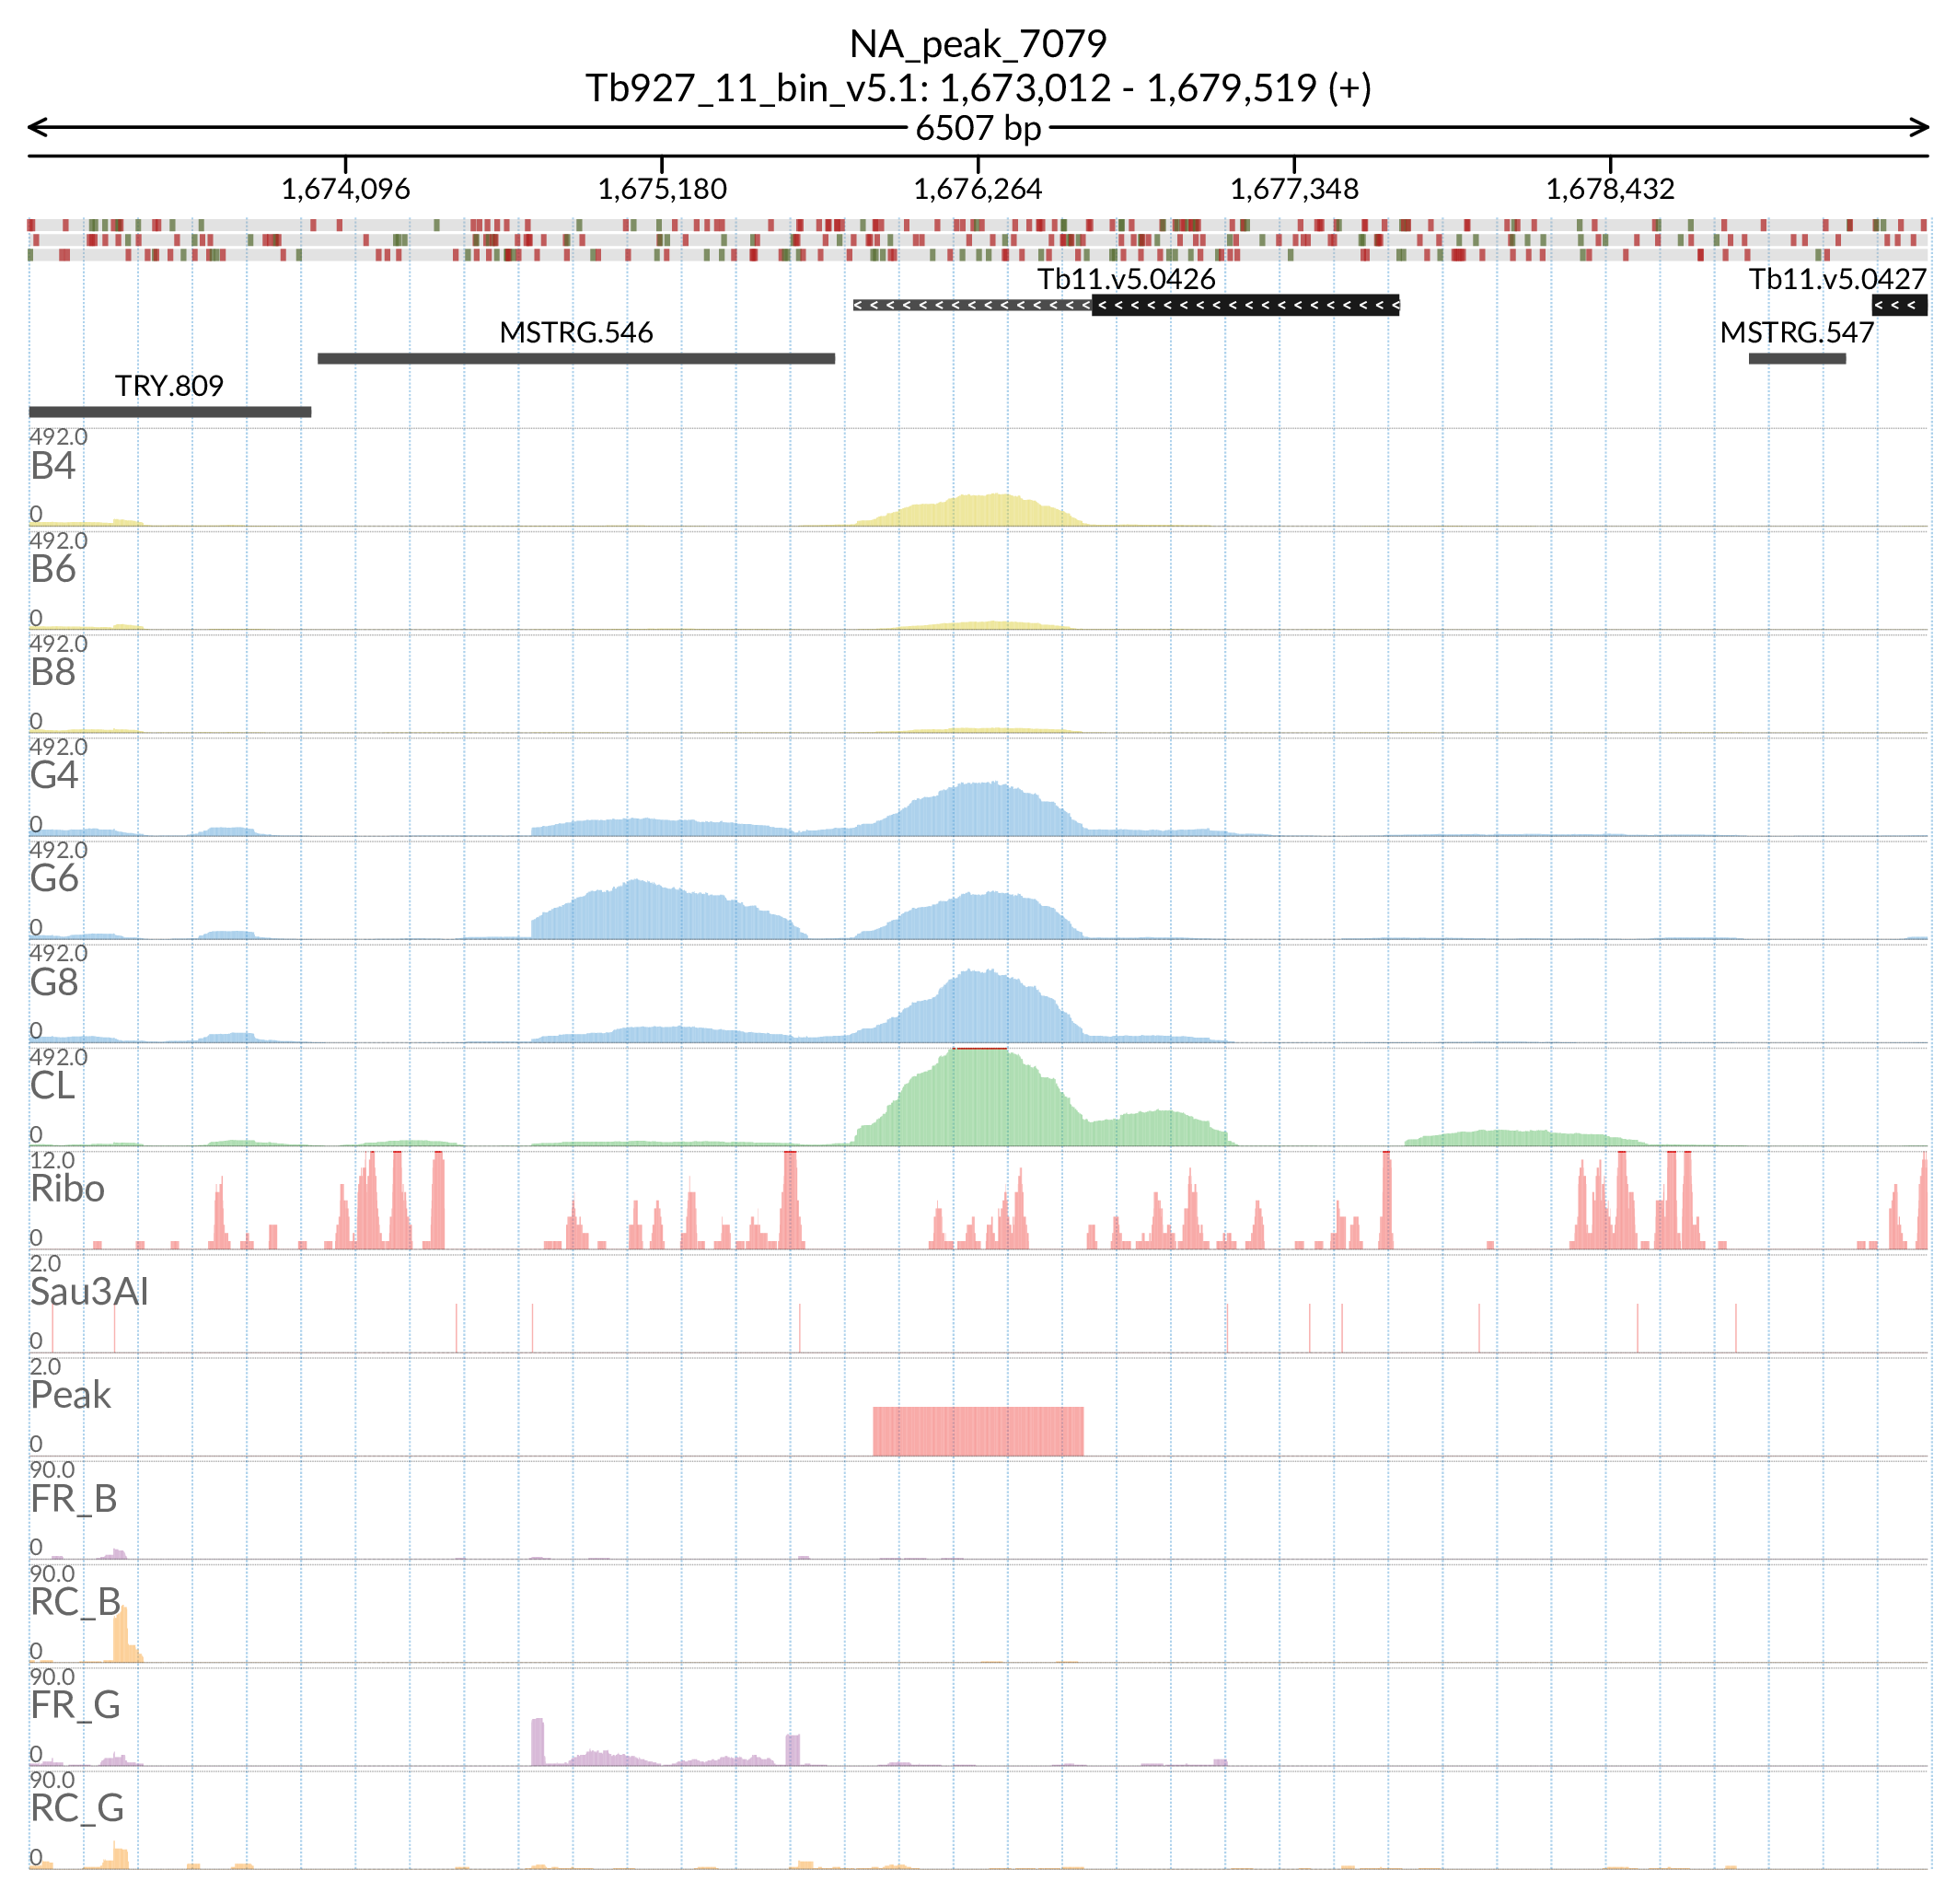 NA_peak_7079
Tb927_11_bin_v5.1: 1,673,012 - 1,679,519 (+)
6507 bp
1,674,096 1,675,180 1,676,264 1,677,348 1,678,432
Tb11.v5.0426 Tb11.v5.0427
MSTRG.546 MSTRG.547
TRY.809
492.0
B4
0
492.0
B6
0
492.0
B8
0
492.0
G4
0
492.0
G6
0
492.0
G8
0
492.0
CL
0
12.0
Ribo
0
2.0
Sau3AI
0
2.0
Peak
0
90.0
FR_B
0
90.0
RC_B
0
90.0
FR_G
0
90.0
RC_G
0